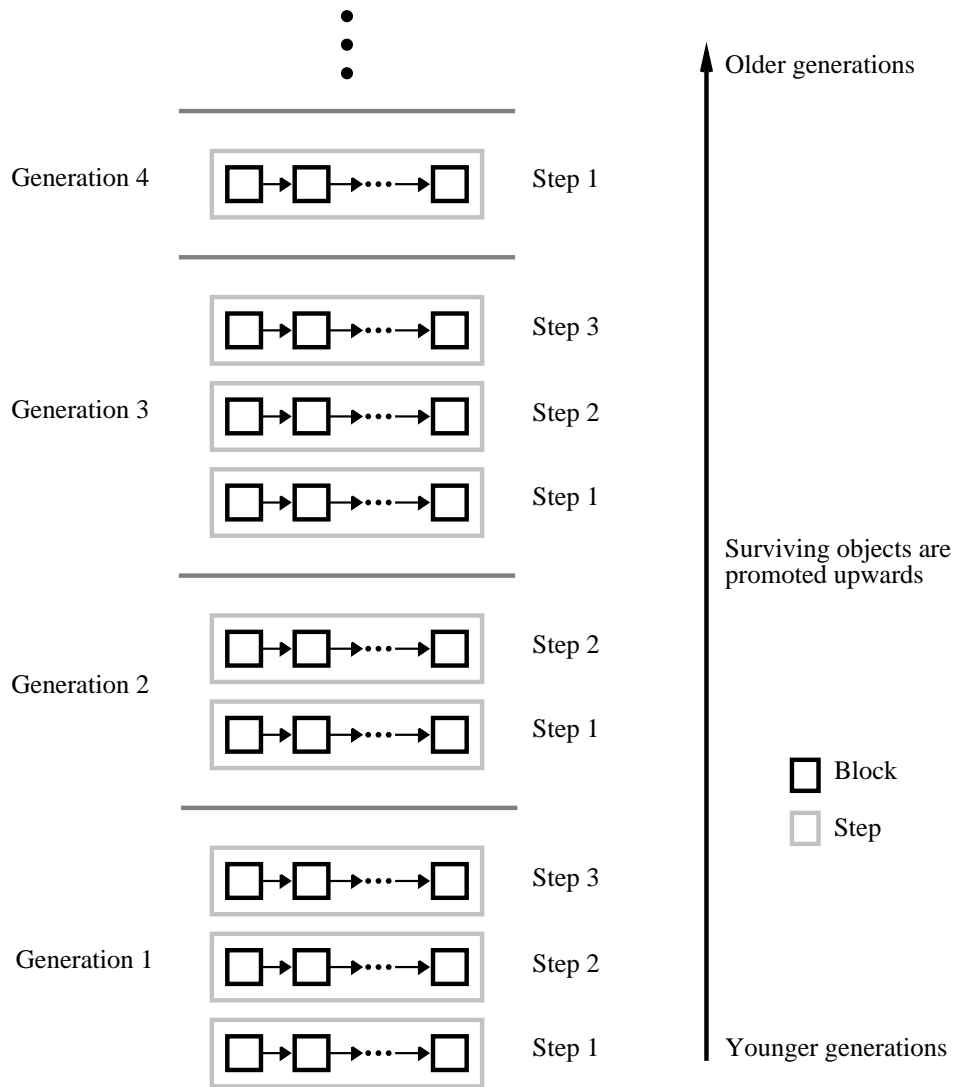 Older generations
Generation 4
Step 1
Step 3
Generation 3
Step 2
Step 1
Surviving objects are
promoted upwards
Step 2
Generation 2
Step 1
Block
Step
Step 3
Generation 1
Step 2
Step 1
Younger generations